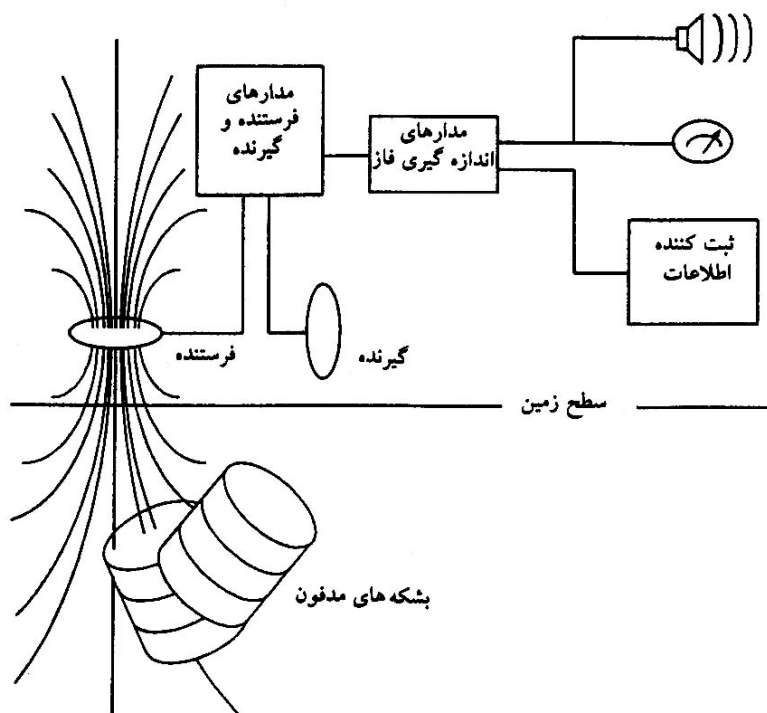 مدارهای
فرستنده و
گیرنده
مدارهای
اندازه گیری فاز
ثبت کننده
اطلاعات
فرستنده
گیرنده
سطح زمین
بشکه های مدفون